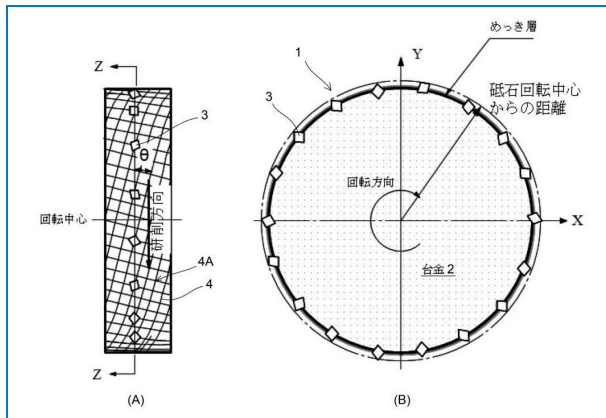 Z
3
θ
回転中心
研削方向
4A
4
Z
(A)
1
Y
めっき層
3
砥石回転中心
からの距離
回転方向
X
台金2
(B)